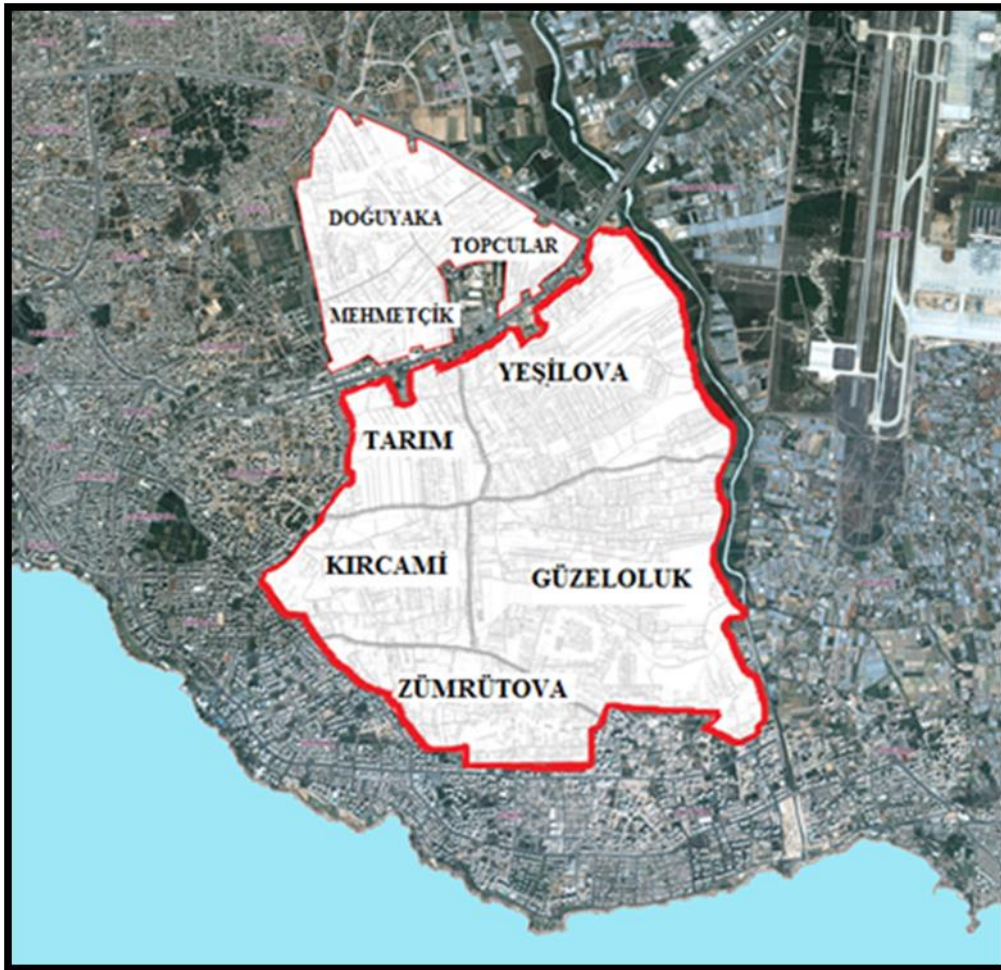 DOĞUYAKA
TOPCULAR
MEHMETÇİK
YEŞİLOVA
TARIM
KIRCAMİ
GÜZELOLUK
ZÜMRÜTOVA